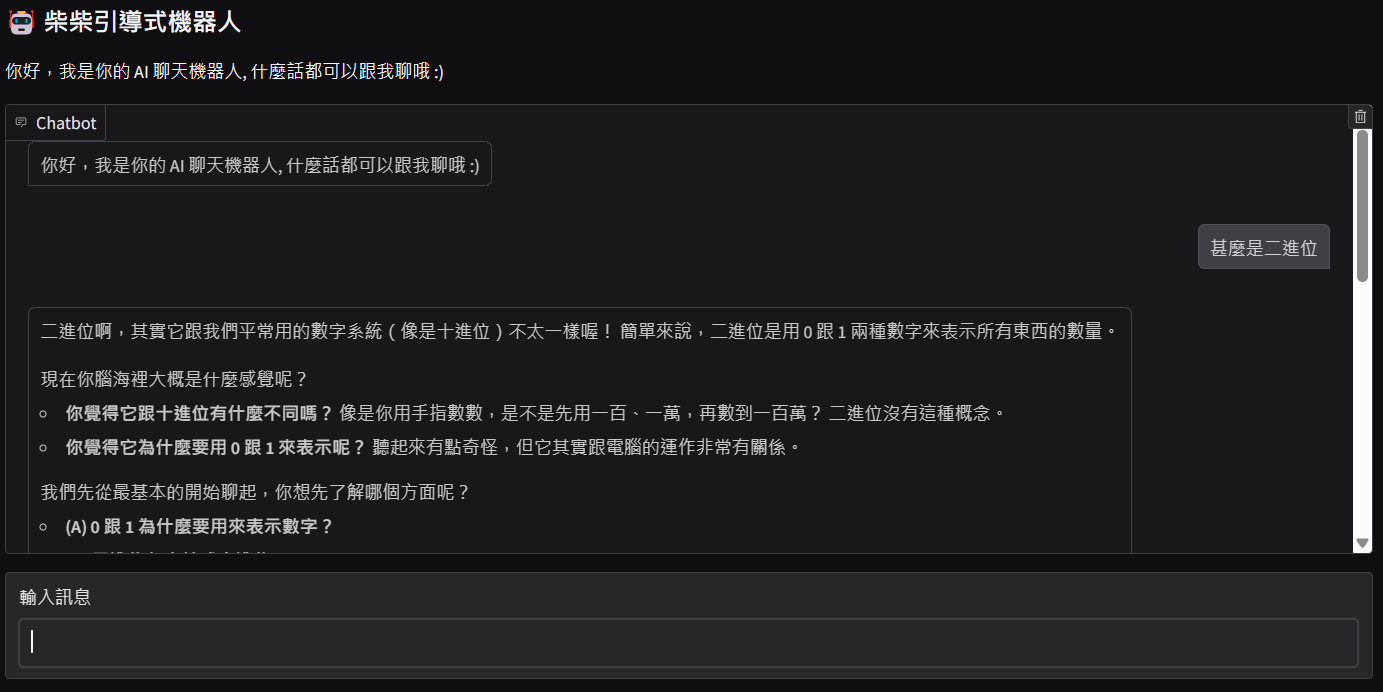 柴柴引導式機器人
你好，我是你的 AI 聊天機器人, 什麼話都可以跟我聊哦 :)
Chatbot
你好，我是你的 AI 聊天機器人, 什麼話都可以跟我聊哦 :)
甚麼是二進位
二進位啊，其實它跟我們平常用的數字系統（像是十進位）不太一樣喔！ 簡單來說，二進位是用 0 跟 1 兩種數字來表示所有東西的數量。
現在你腦海裡大概是什麼感覺呢？
你覺得它跟十進位有什麼不同嗎？ 像是你用手指數數，是不是先用一百、一萬，再數到一百萬？ 二進位沒有這種概念。
你覺得它為什麼要用 0 跟 1 來表示呢？ 聽起來有點奇怪，但它其實跟電腦的運作非常有關係。
我們先從最基本的開始聊起，你想先了解哪個方面呢？
(A) 0 跟 1 為什麼要用來表示數字？
輸入訊息